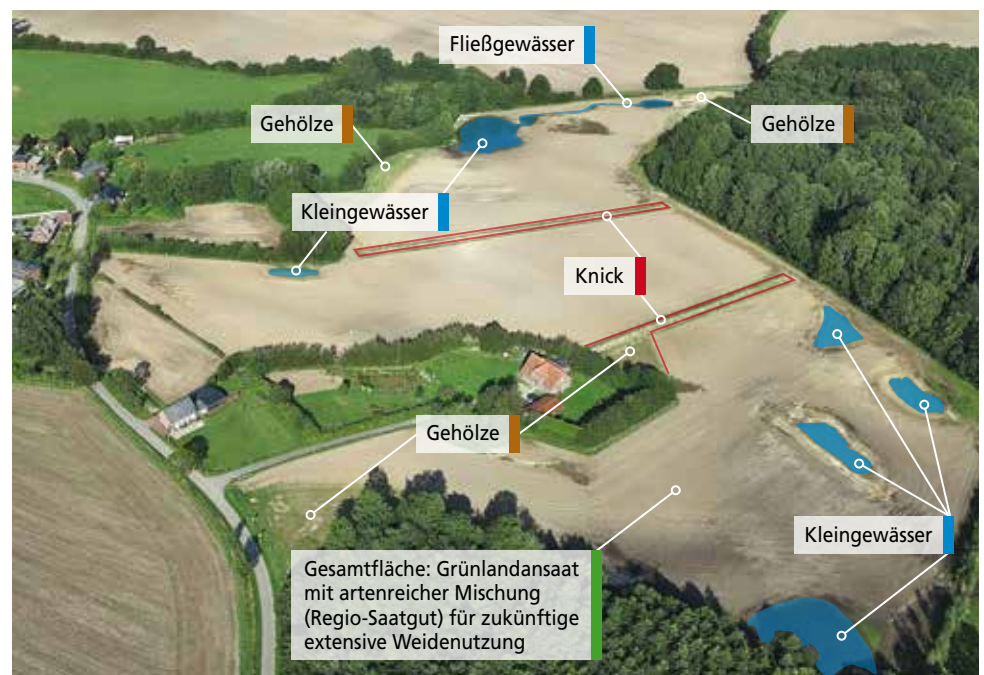 Fließgewässer
Gehölze
Gehölze
Kleingewässer
Knick
Gehölze
Kleingewässer
Gesamtfläche: Grünlandansaat
mit artenreicher Mischung
(Regio-Saatgut) für zukünftige
extensive Weidenutzung